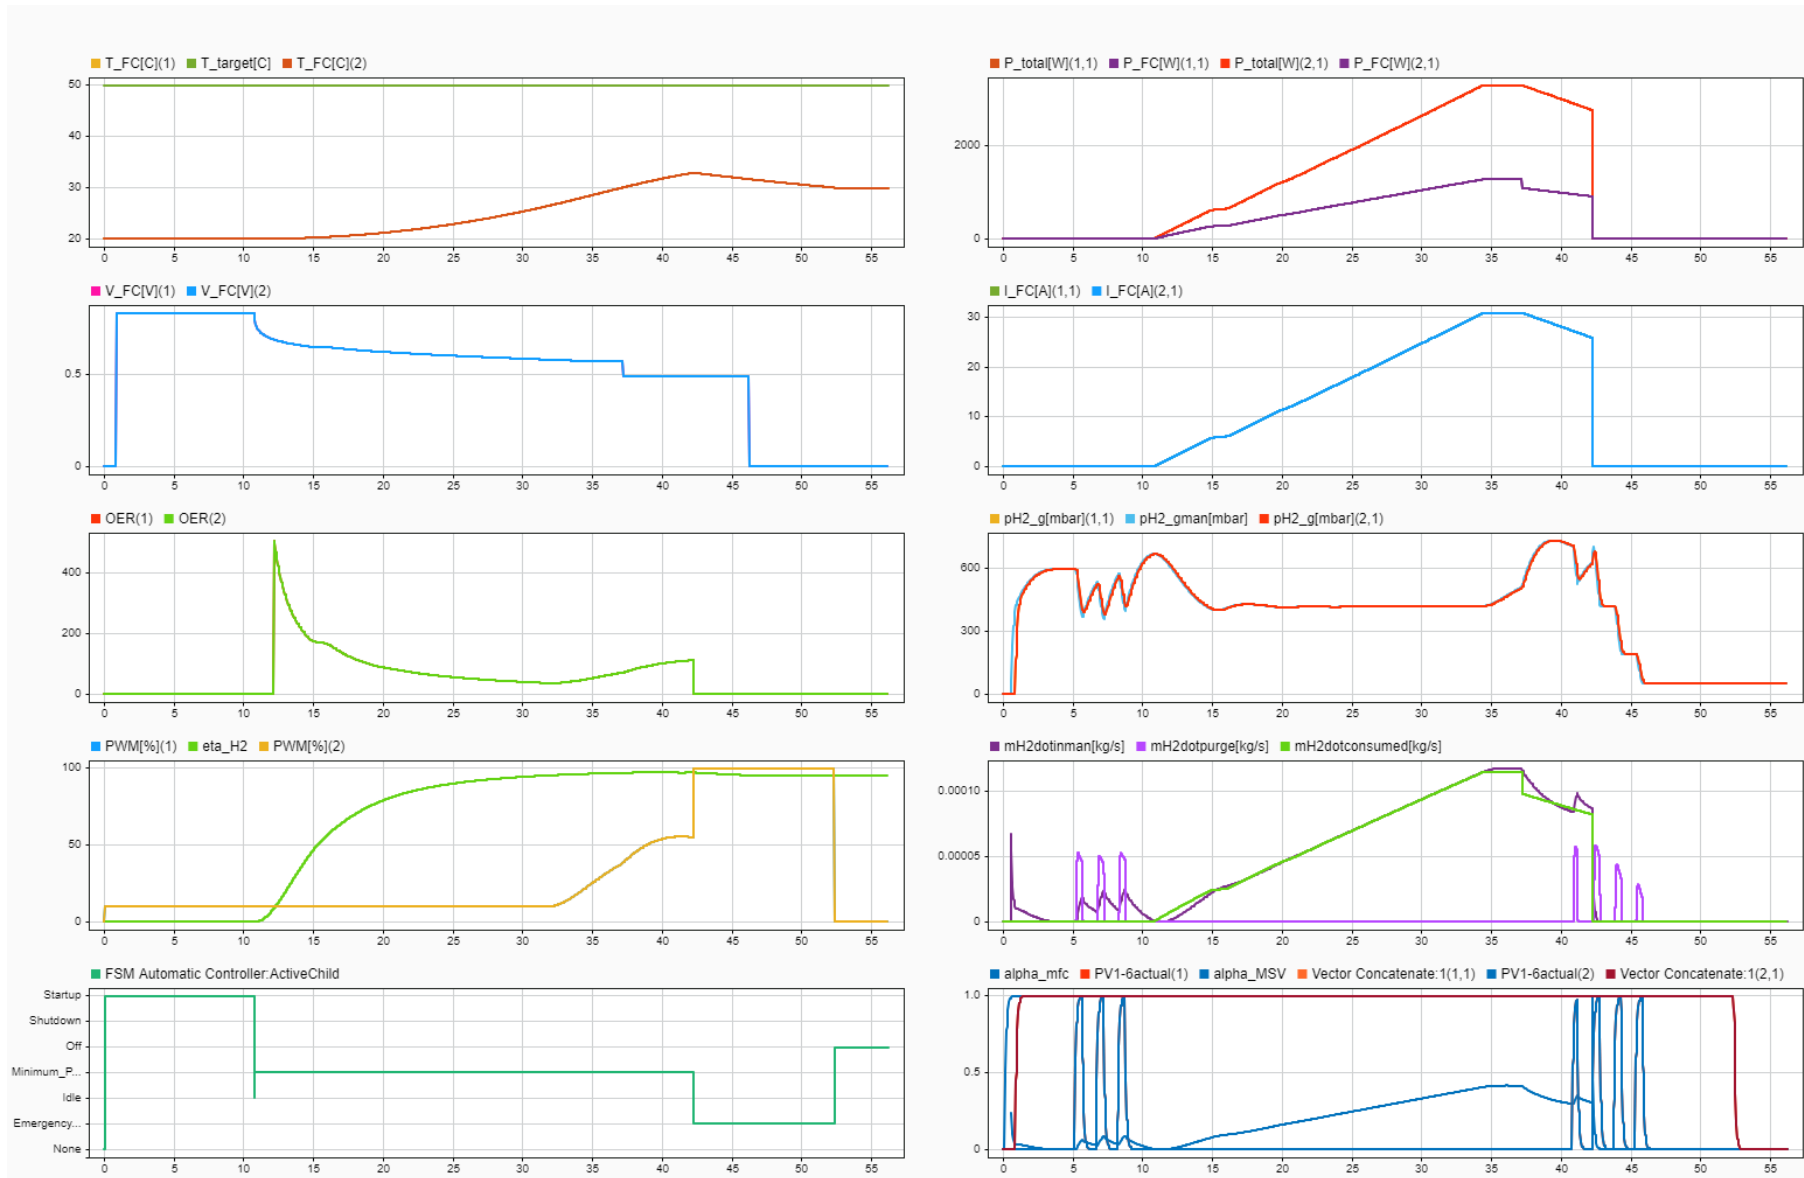 T_FC[C](1) T_target[C] T_FC[C](2)
50
40
30
20
0 5 10 15 20 25 30 35 40 45 50 55
P_total[W](1,1) P_FC[W](1,1) P_total[W](2,1) P_FC[W](2,1)
2000
0
0 5 10 15 20 25 30 35 40 45 50 55
V_FC[V](1) V_FC[V](2)
0.5
0
0 5 10 15 20 25 30 35 40 45 50 55
I_FC[A](1,1) I_FC[A](2,1)
30
20
10
0
0 5 10 15 20 25 30 35 40 45 50 55
OER(1) OER(2)
400
200
0
0 5 10 15 20 25 30 35 40 45 50 55
pH2_g[mbar](1,1) pH2_gman[mbar] pH2_g[mbar](2,1)
600
300
0
0 5 10 15 20 25 30 35 40 45 50 55
PWM[%](1) eta_H2 PWM[%](2)
100
50
0
0 5 10 15 20 25 30 35 40 45 50 55
mH2dotinman[kg/s] mH2dotpurge[kg/s] mH2dotconsumed[kg/s]
0.00010
0.00005
0
0 5 10 15 20 25 30 35 40 45 50 55
FSM Automatic Controller:ActiveChild
Startup
Shutdown
Off
Minimum_P...
Idle
Emergency...
None
0 5 10 15 20 25 30 35 40 45 50 55
alpha_mfc PV1-6actual(1) alpha_MSV Vector Concatenate:1(1,1) PV1-6actual(2) Vector Concatenate:1(2,1)
1.0
0.5
0
0 5 10 15 20 25 30 35 40 45 50 55